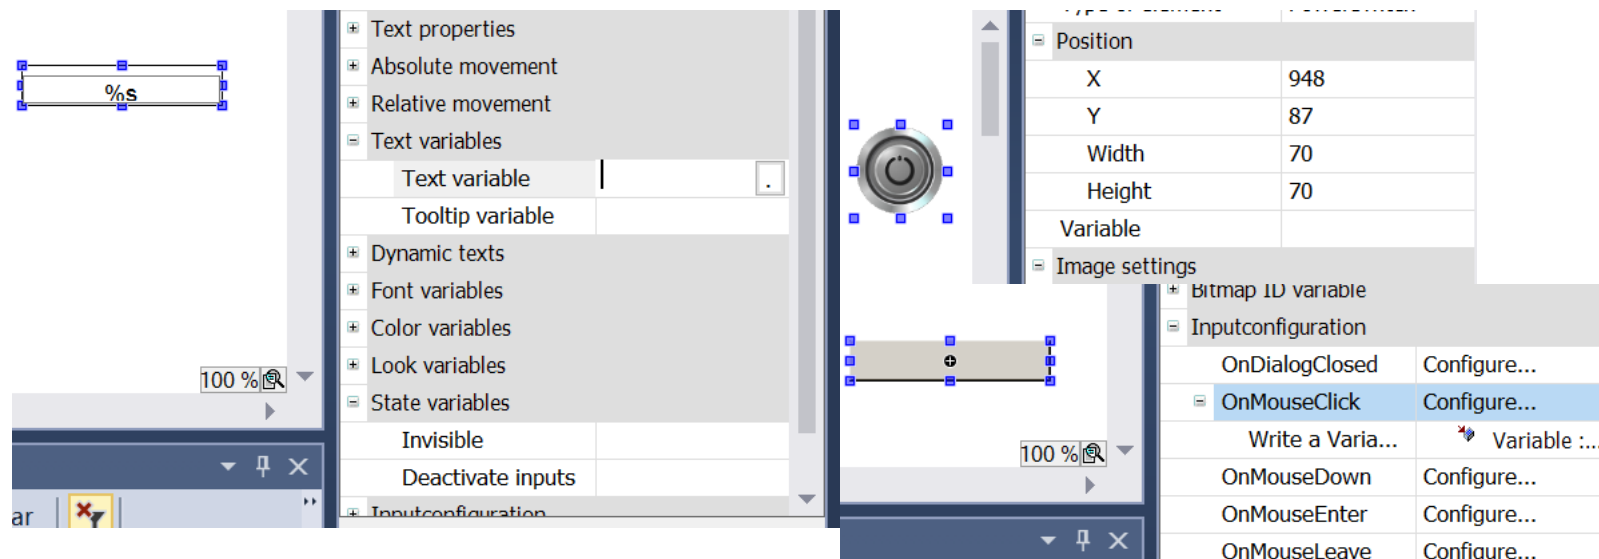 %s
100 %
ar
Text properties
Absolute movement
Relative movement
Text variables
Text variable
.
Tooltip variable
Dynamic texts
Font variables
Color variables
Look variables
State variables
Invisible
Deactivate inputs
Inputconfiguration
Position
X 948
Y 87
Width 70
Height 70
Variable
Image settings
100 %
Bitmap ID variable
Inputconfiguration
OnDialogClosed Configure...
OnMouseClick Configure...
Write a Varia... Variable :...
OnMouseDown Configure...
OnMouseEnter Configure...
OnMouseLeave Configure...